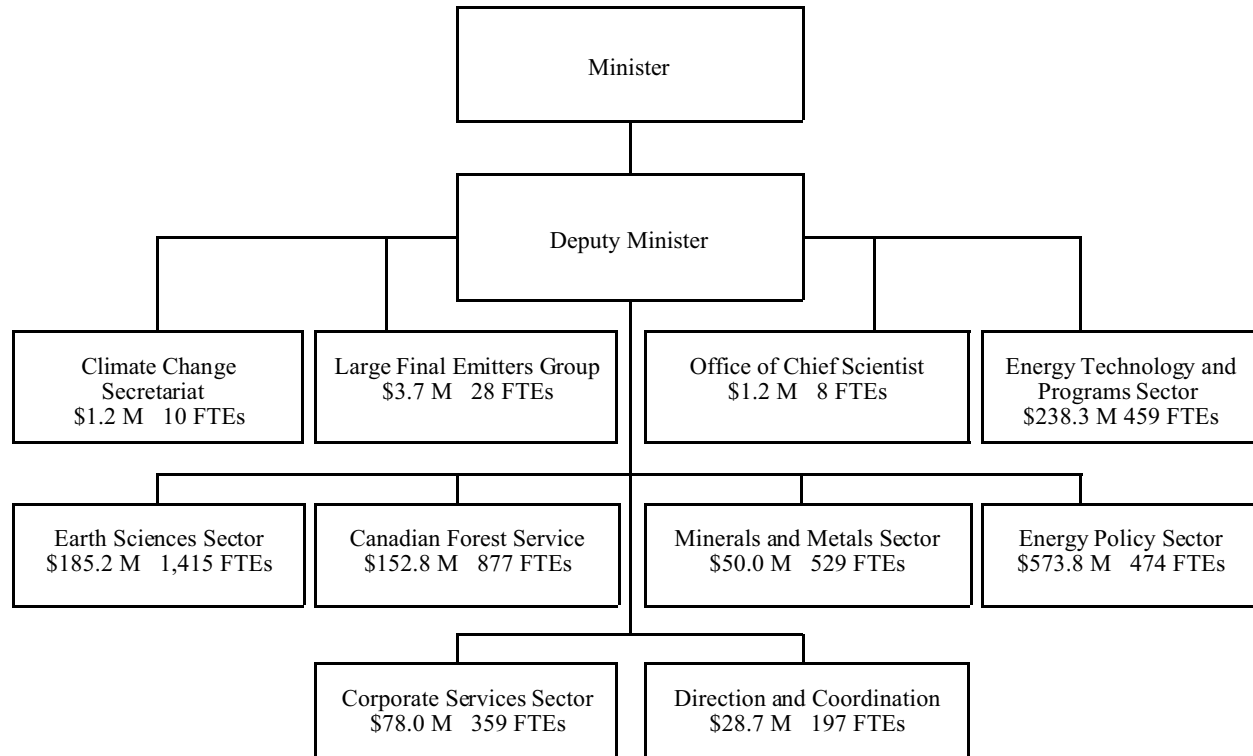 Minister
Deputy Minister
Climate Change
Secretariat
$1.2 M   10 FTEs
Large Final Emitters Group
$3.7 M   28 FTEs
Office of Chief Scientist
$1.2 M   8 FTEs
Energy Technology and
Programs Sector
$238.3 M 459 FTEs
Earth Sciences Sector
$185.2 M   1,415 FTEs
Canadian Forest Service
$152.8 M   877 FTEs
Minerals and Metals Sector
$50.0 M   529 FTEs
Energy Policy Sector
$573.8 M   474 FTEs
Corporate Services Sector
$78.0 M   359 FTEs
Direction and Coordination
$28.7 M   197 FTEs